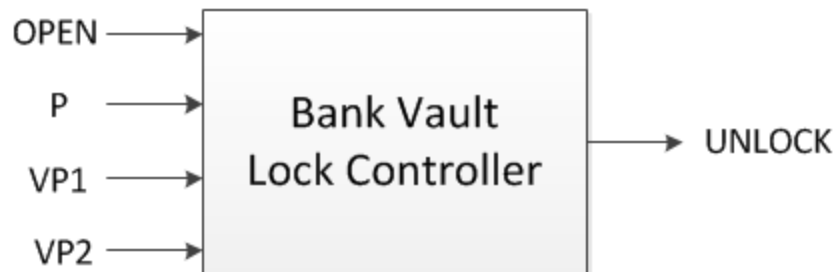 OPEN
P
VP1
VP2
Bank Vault
Lock Controller
UNLOCK